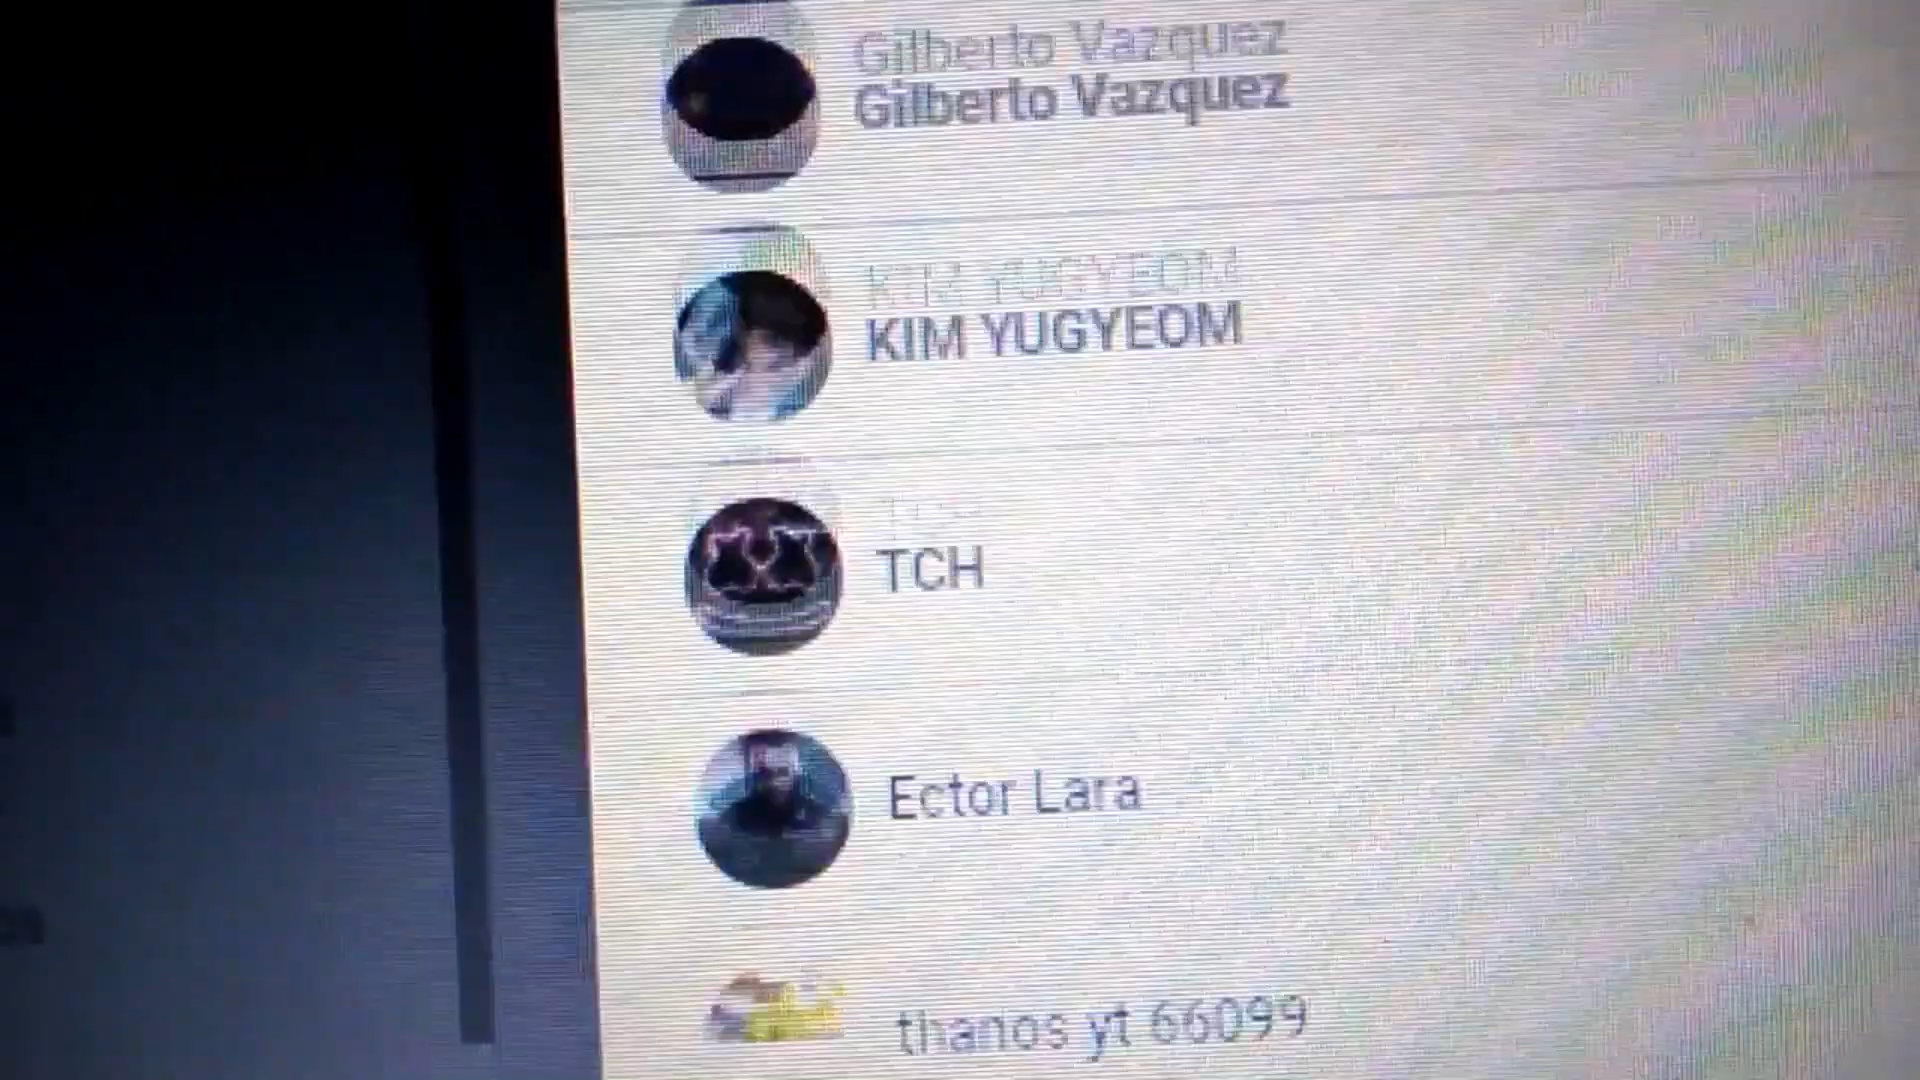 Gilberto Vazquez
Gilberto Vazquez
KIM YUGYEOM
KIM YUGYEOM
TCH
Ector Lara
thanos yt 66099